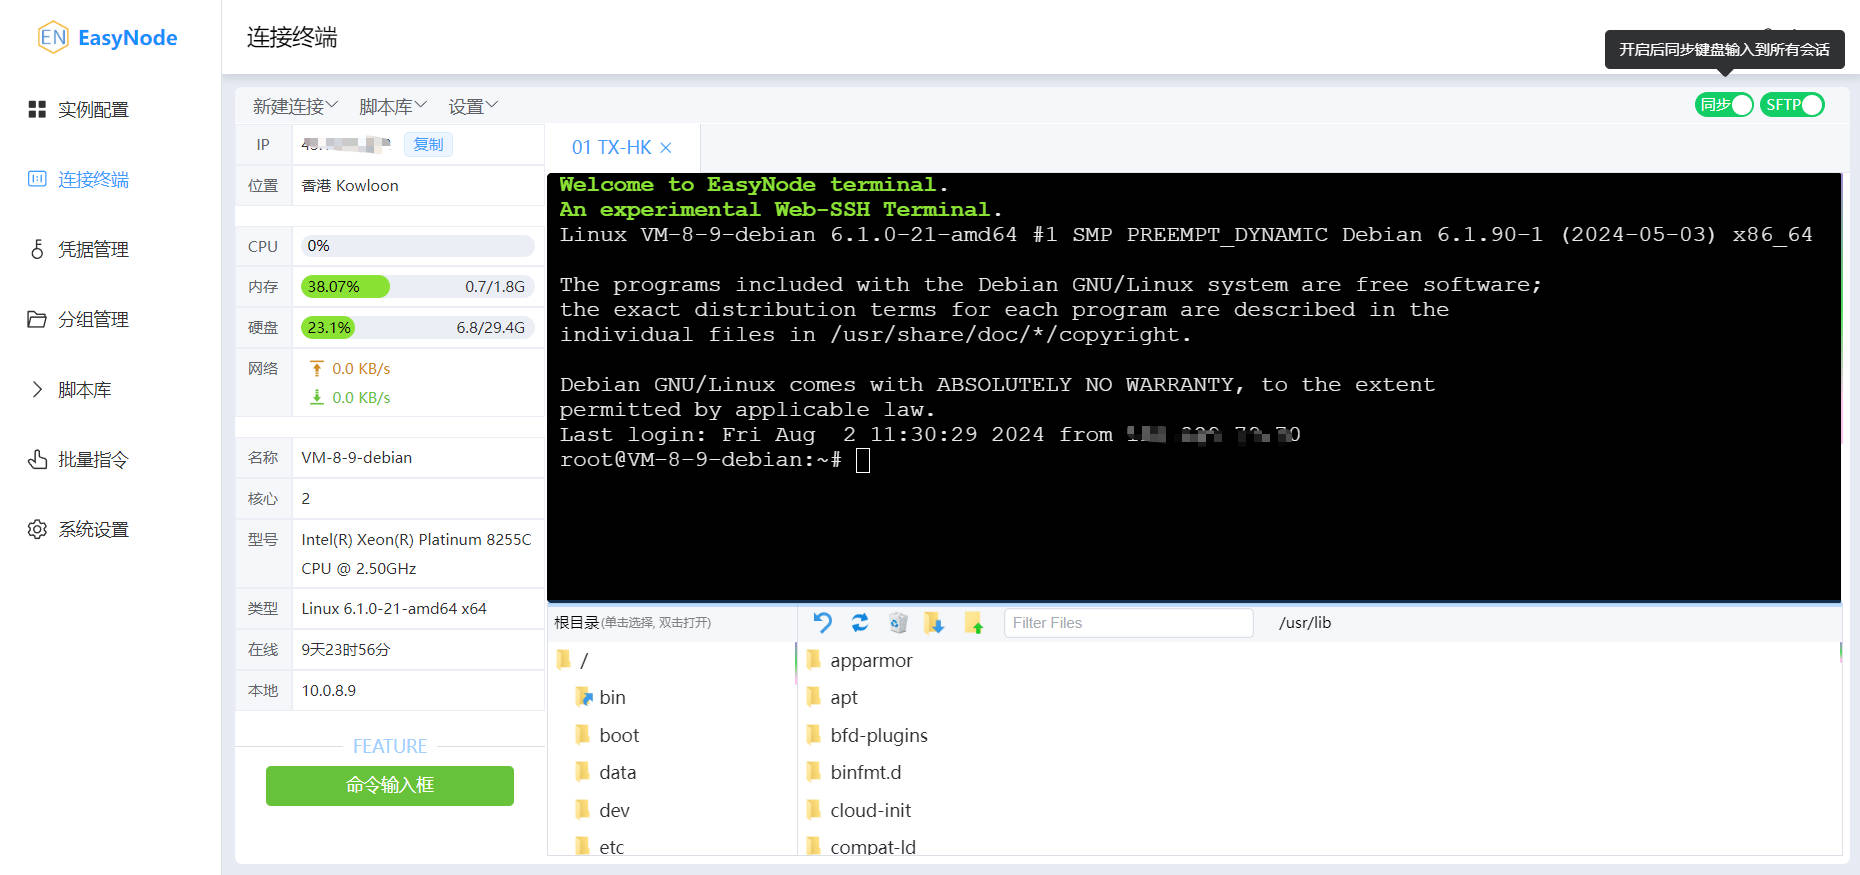 EN EasyNode
连接终端
开启后同步键盘输入到所有会话
实例配置
连接终端
凭据管理
分组管理
脚本库
批量指令
系统设置
新建连接 脚本库 设置
同步 SFTP
IP 复制
位置 香港 Kowloon
CPU 0%
内存 38.07% 0.7/1.8G
硬盘 23.1% 6.8/29.4G
网络 0.0 KB/s
0.0 KB/s
名称 VM-8-9-debian
核心 2
型号 Intel(R) Xeon(R) Platinum 8255C
CPU @ 2.50GHz
类型 Linux 6.1.0-21-amd64 x64
在线 9天23时56分
本地 10.0.8.9
FEATURE
命令输入框
01 TX-HK ×
Welcome to EasyNode terminal.
An experimental Web-SSH Terminal.
Linux VM-8-9-debian 6.1.0-21-amd64 #1 SMP PREEMPT_DYNAMIC Debian 6.1.90-1 (2024-05-03) x86_64
The programs included with the Debian GNU/Linux system are free software;
the exact distribution terms for each program are described in the
individual files in /usr/share/doc/*/copyright.
Debian GNU/Linux comes with ABSOLUTELY NO WARRANTY, to the extent
permitted by applicable law.
Last login: Fri Aug  2 11:30:29 2024 from
root@VM-8-9-debian:~#
根目录(单击选择, 双击打开)
Filter Files
/usr/lib
/
bin
boot
data
dev
etc
apparmor
apt
bfd-plugins
binfmt.d
cloud-init
compat-ld